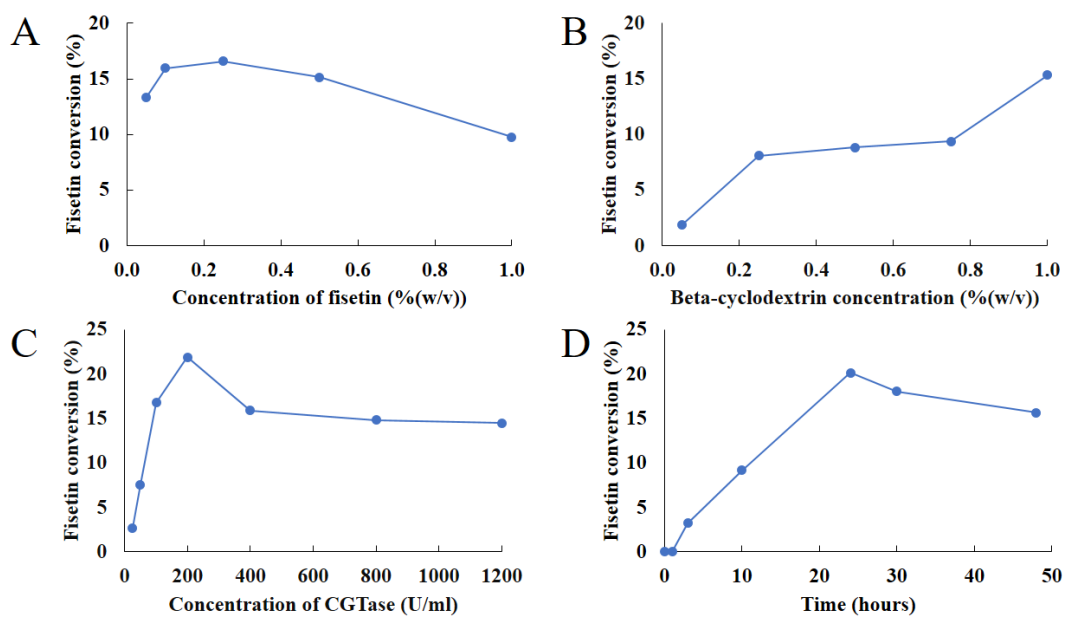 A
Fisetin conversion (%)
20
15
10
5
0
0.0 0.2 0.4 0.6 0.8 1.0
Concentration of fisetin (%(w/v))
B
Fisetin conversion (%)
20
15
10
5
0
0.0 0.2 0.4 0.6 0.8 1.0
Beta-cyclodextrin concentration (%(w/v))
C
Fisetin conversion (%)
25
20
15
10
5
0
0 200 400 600 800 1000 1200
Concentration of CGTase (U/ml)
D
Fisetin conversion (%)
25
20
15
10
5
0
0 10 20 30 40 50
Time (hours)